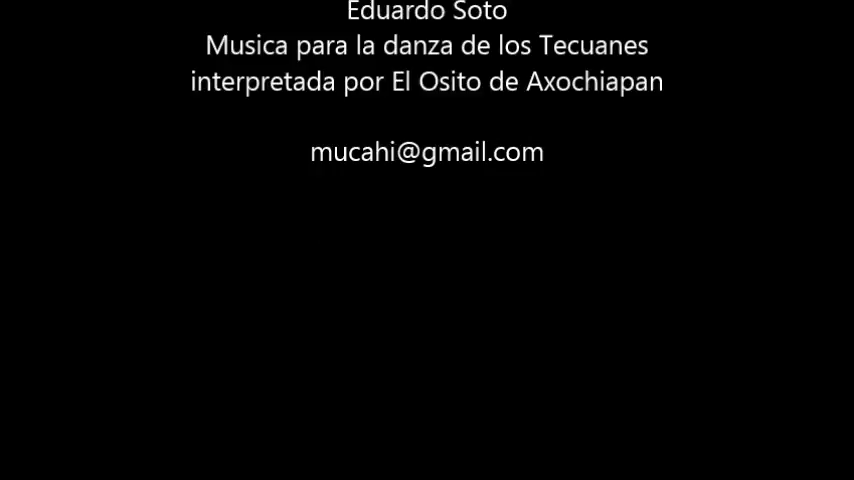 Eduardo Soto
Musica para la danza de los Tecuanes
interpretada por El Osito de Axochiapan
mucahi@gmail.com